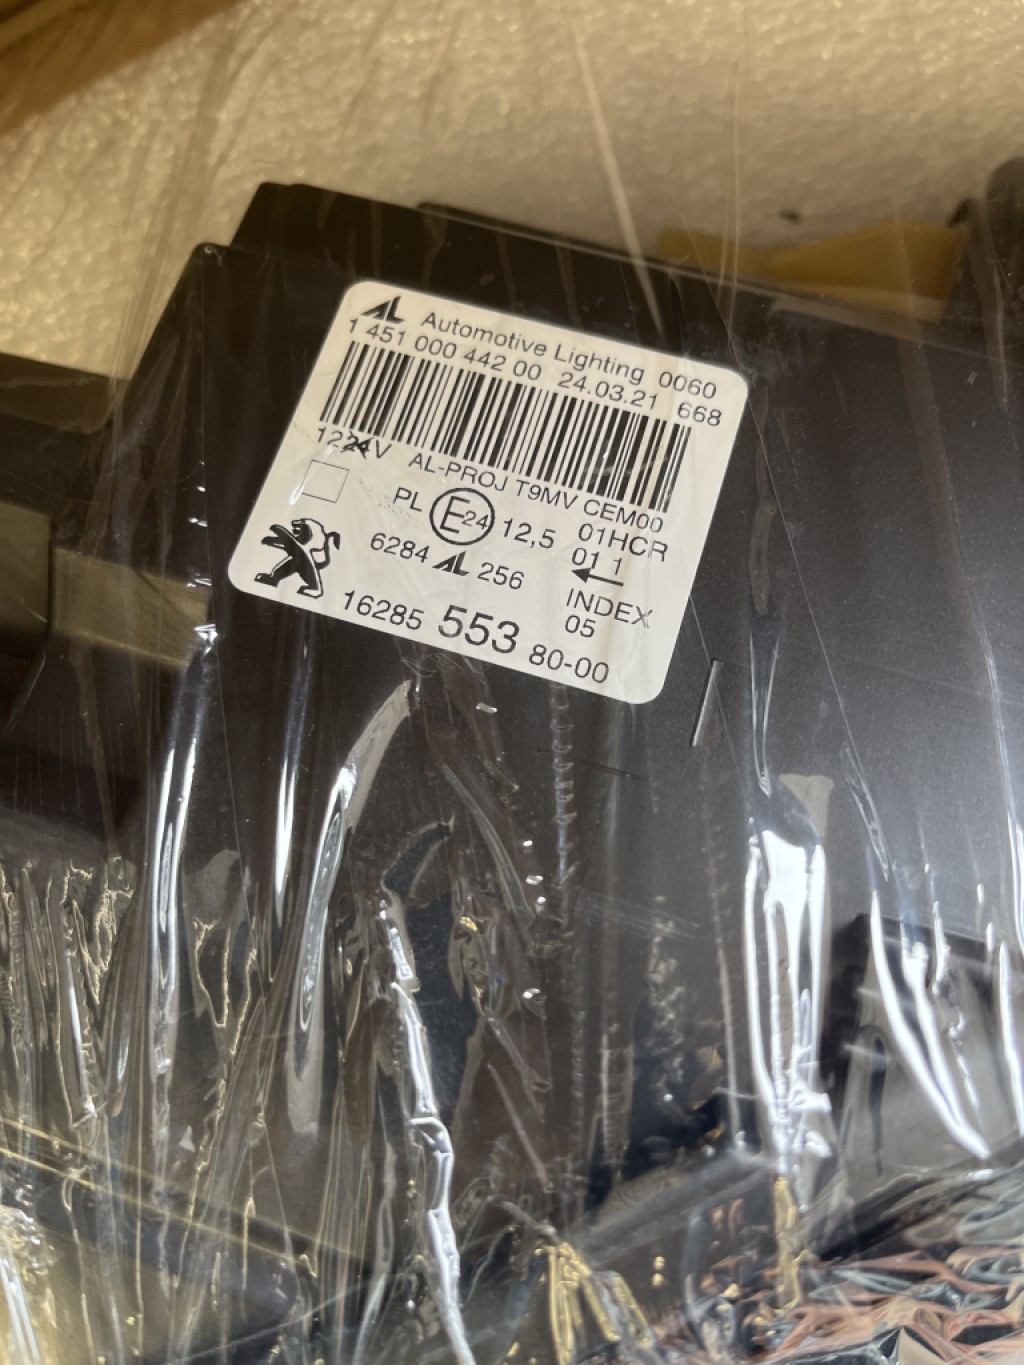 AL Automotive Lighting 0060
1 451 000 442 00 24.03.21 668
1224V AL-PROJ T9MV CEM00
PL E24 12,5 01HCR
01 1
6284 AL 256
INDEX
05
16285 553 80-00